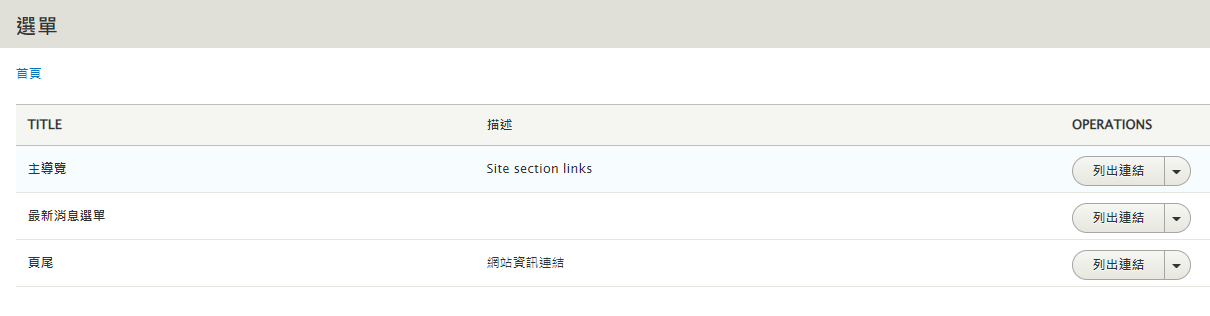 選單
首頁
TITLE 描述 OPERATIONS
主導覽 Site section links 列出連結
最新消息選單 列出連結
頁尾 網站資訊連結 列出連結